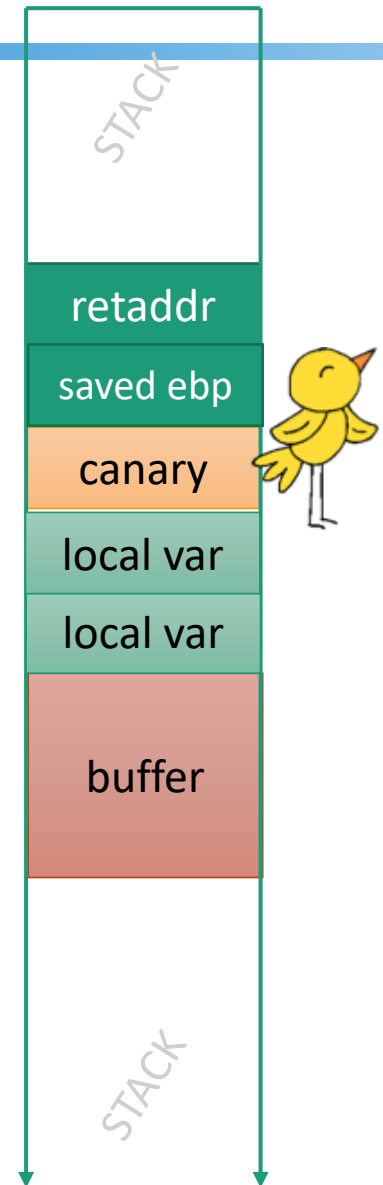 STACK
retaddr
saved ebp
canary
local var
local var
buffer
STACK